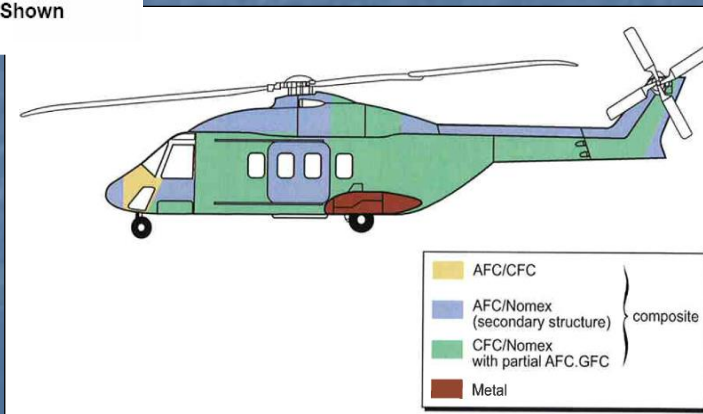 Shown
AFC/CFC
AFC/Nomex
(secondary structure)
composite
CFC/Nomex
with partial AFC.GFC
Metal